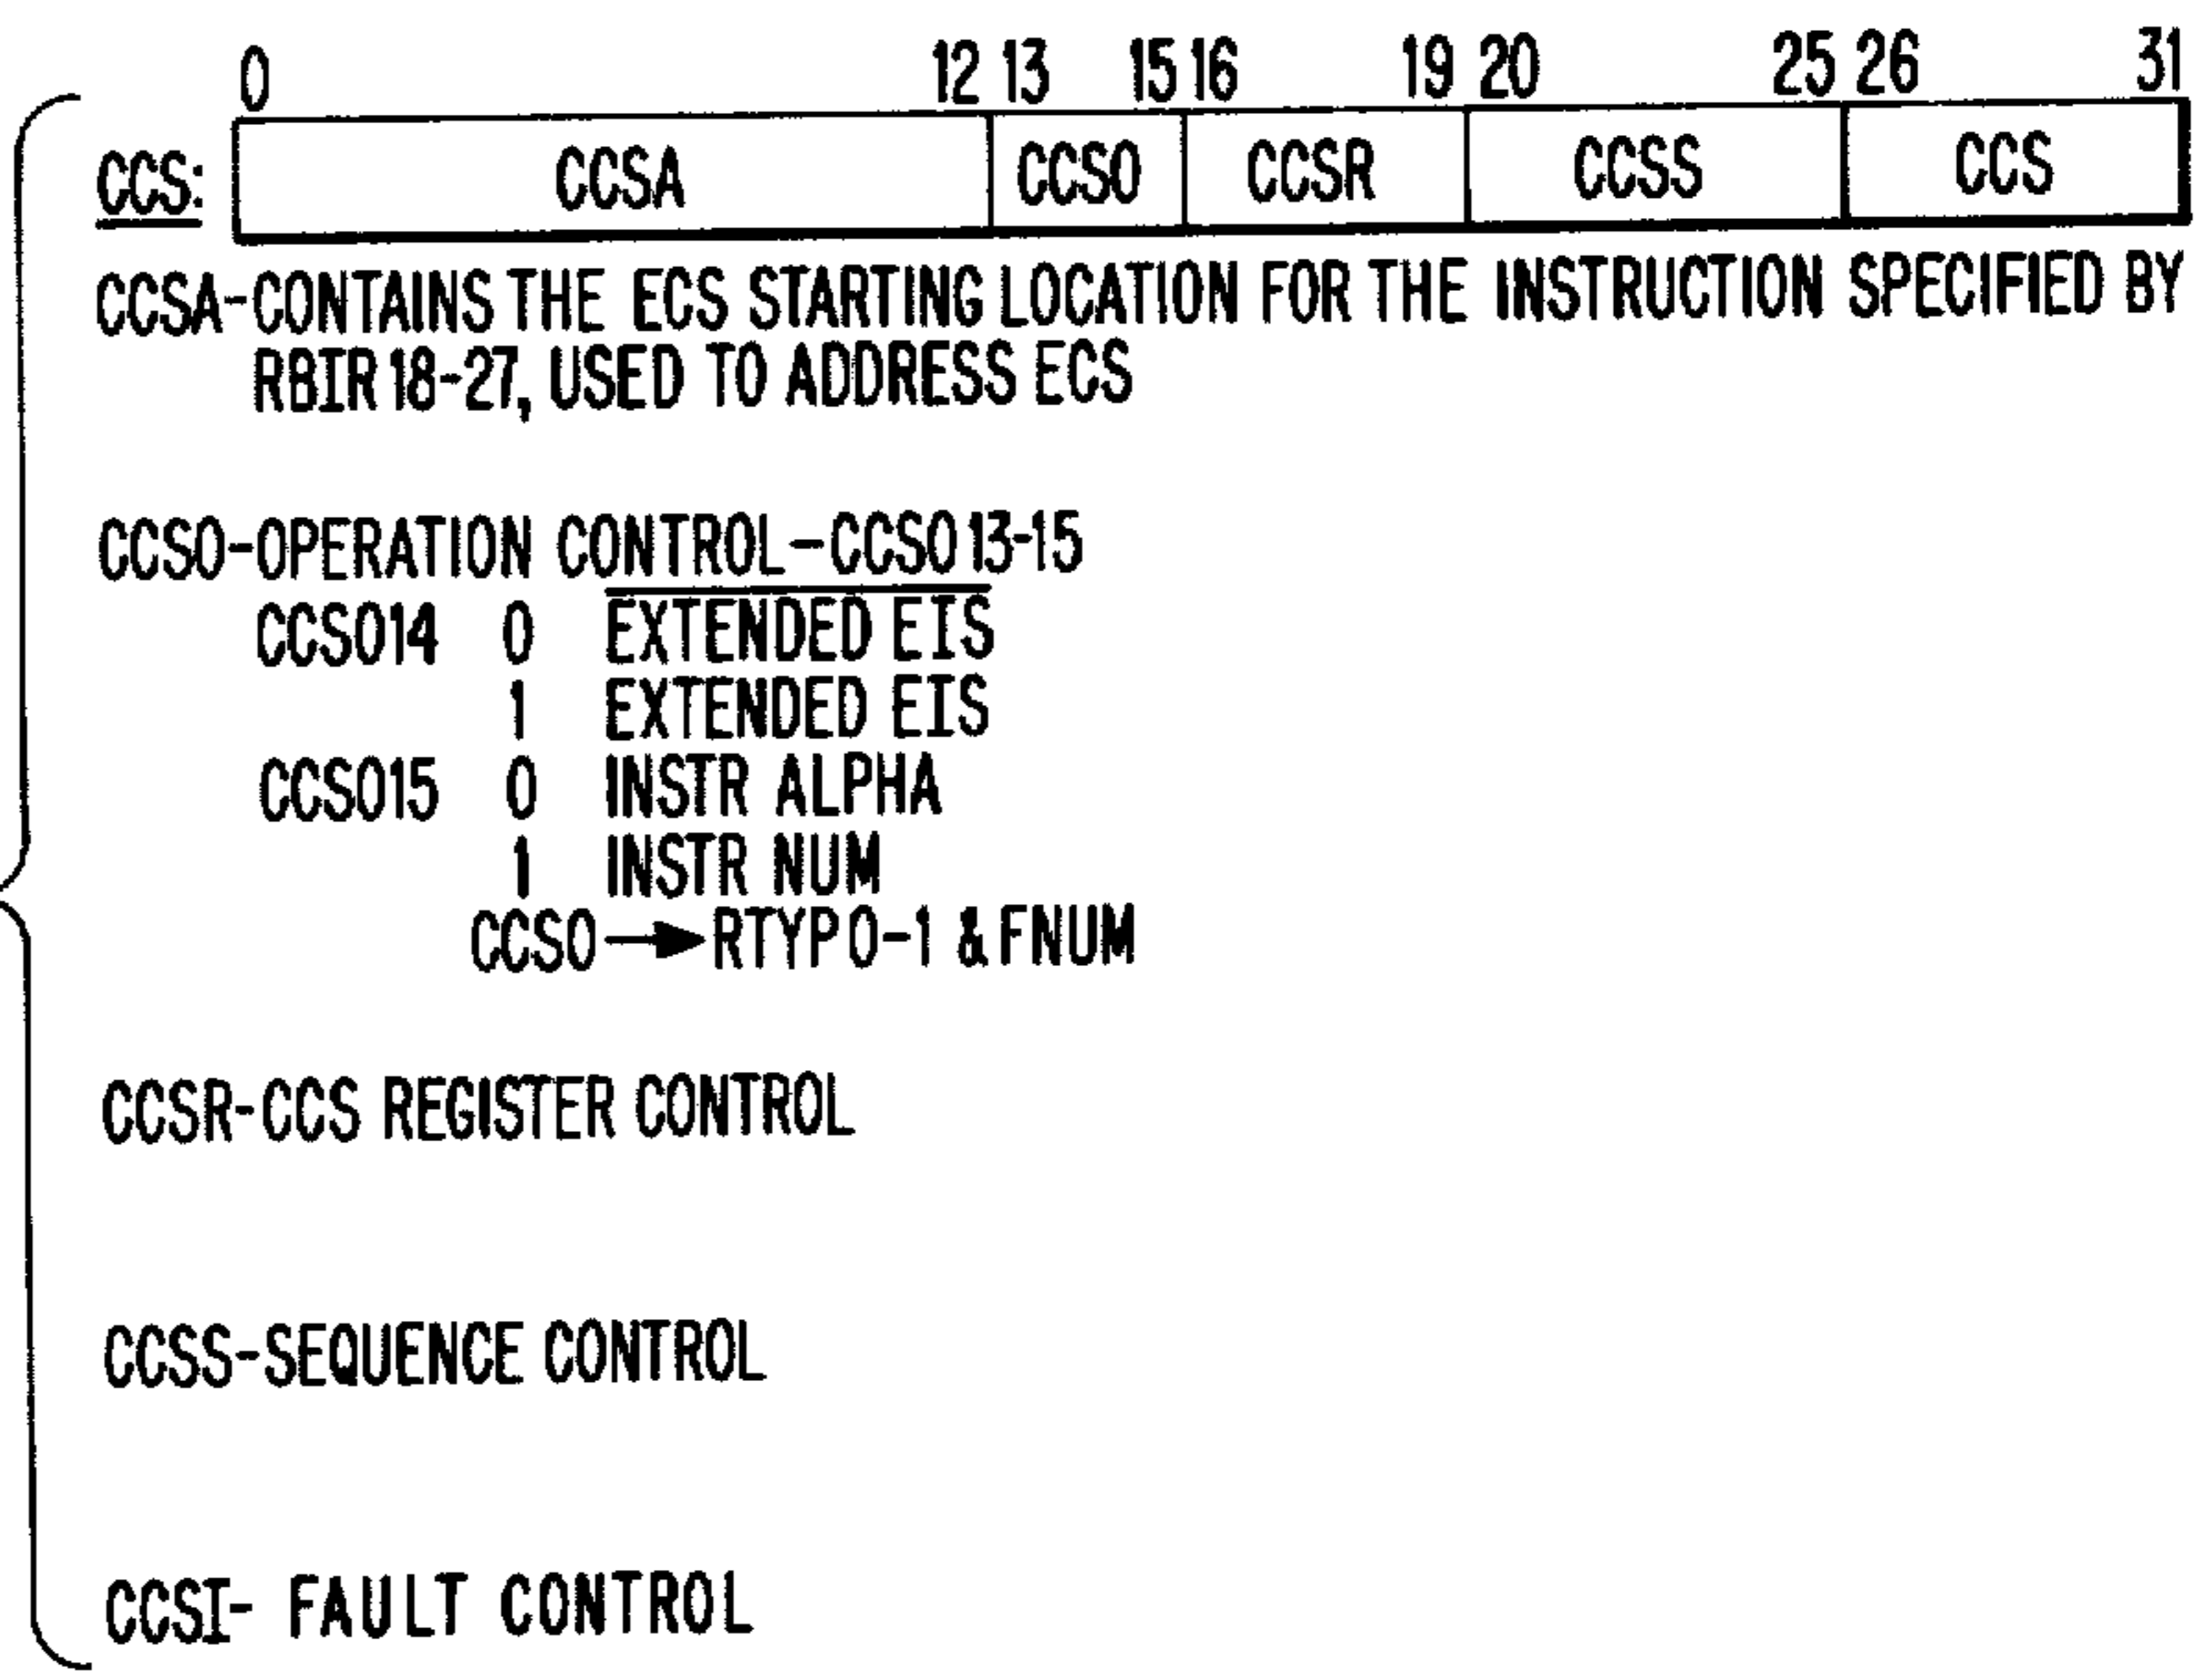 0 12 13 15 16 19 20 25 26 31
CCS: CCSA CCSO CCSR CCSS CCS
CCSA-CONTAINS THE ECS STARTING LOCATION FOR THE INSTRUCTION SPECIFIED BY
RBIR 18-27, USED TO ADDRESS ECS
CCSO-OPERATION CONTROL-CCSO 13-15
CCSO14 0 EXTENDED EIS
1 EXTENDED EIS
CCSO15 0 INSTR ALPHA
1 INSTR NUM
CCSO→RTYP 0-1 & FNUM
CCSR-CCS REGISTER CONTROL
CCSS-SEQUENCE CONTROL
CCSI- FAULT CONTROL